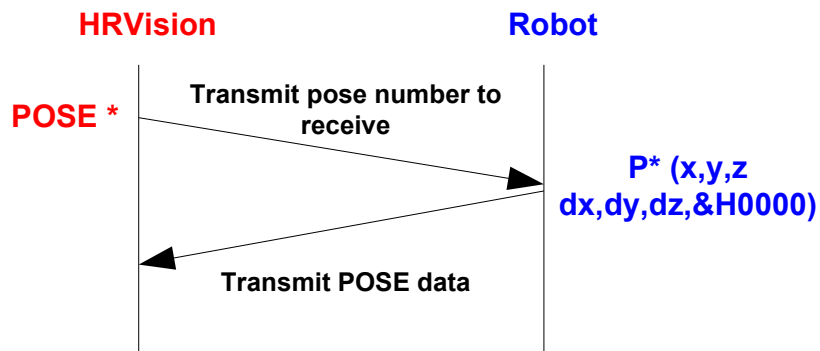 HRVision
Robot
POSE *
Transmit pose number to
receive
P* (x,y,z
dx,dy,dz,&H0000)
Transmit POSE data